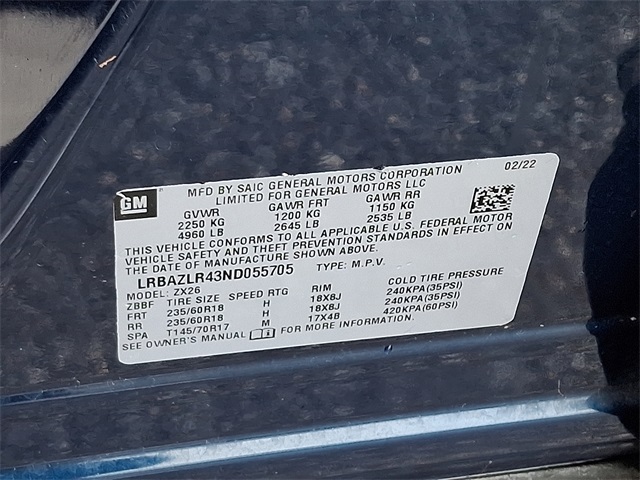 GM
MFD BY SAIC GENERAL MOTORS CORPORATION 02/22
LIMITED FOR GENERAL MOTORS LLC
GVWR GAWR FRT GAWR RR
2250 KG 1200 KG 1150 KG
4960 LB 2645 LB 2535 LB
THIS VEHICLE CONFORMS TO ALL APPLICABLE U.S. FEDERAL MOTOR
VEHICLE SAFETY AND THEFT PREVENTION STANDARDS IN EFFECT ON
THE DATE OF MANUFACTURE SHOWN ABOVE.
LRBAZLR43ND055705 TYPE: M.P.V.
MODEL: ZX26
ZBBF TIRE SIZE SPEED RTG RIM COLD TIRE PRESSURE
FRT 235/60R18 H 18X8J 240KPA(35PSI)
RR 235/60R18 H 18X8J 240KPA(35PSI)
SPA T145/70R17 M 17X4B 420KPA(60PSI)
SEE OWNER'S MANUAL FOR MORE INFORMATION.